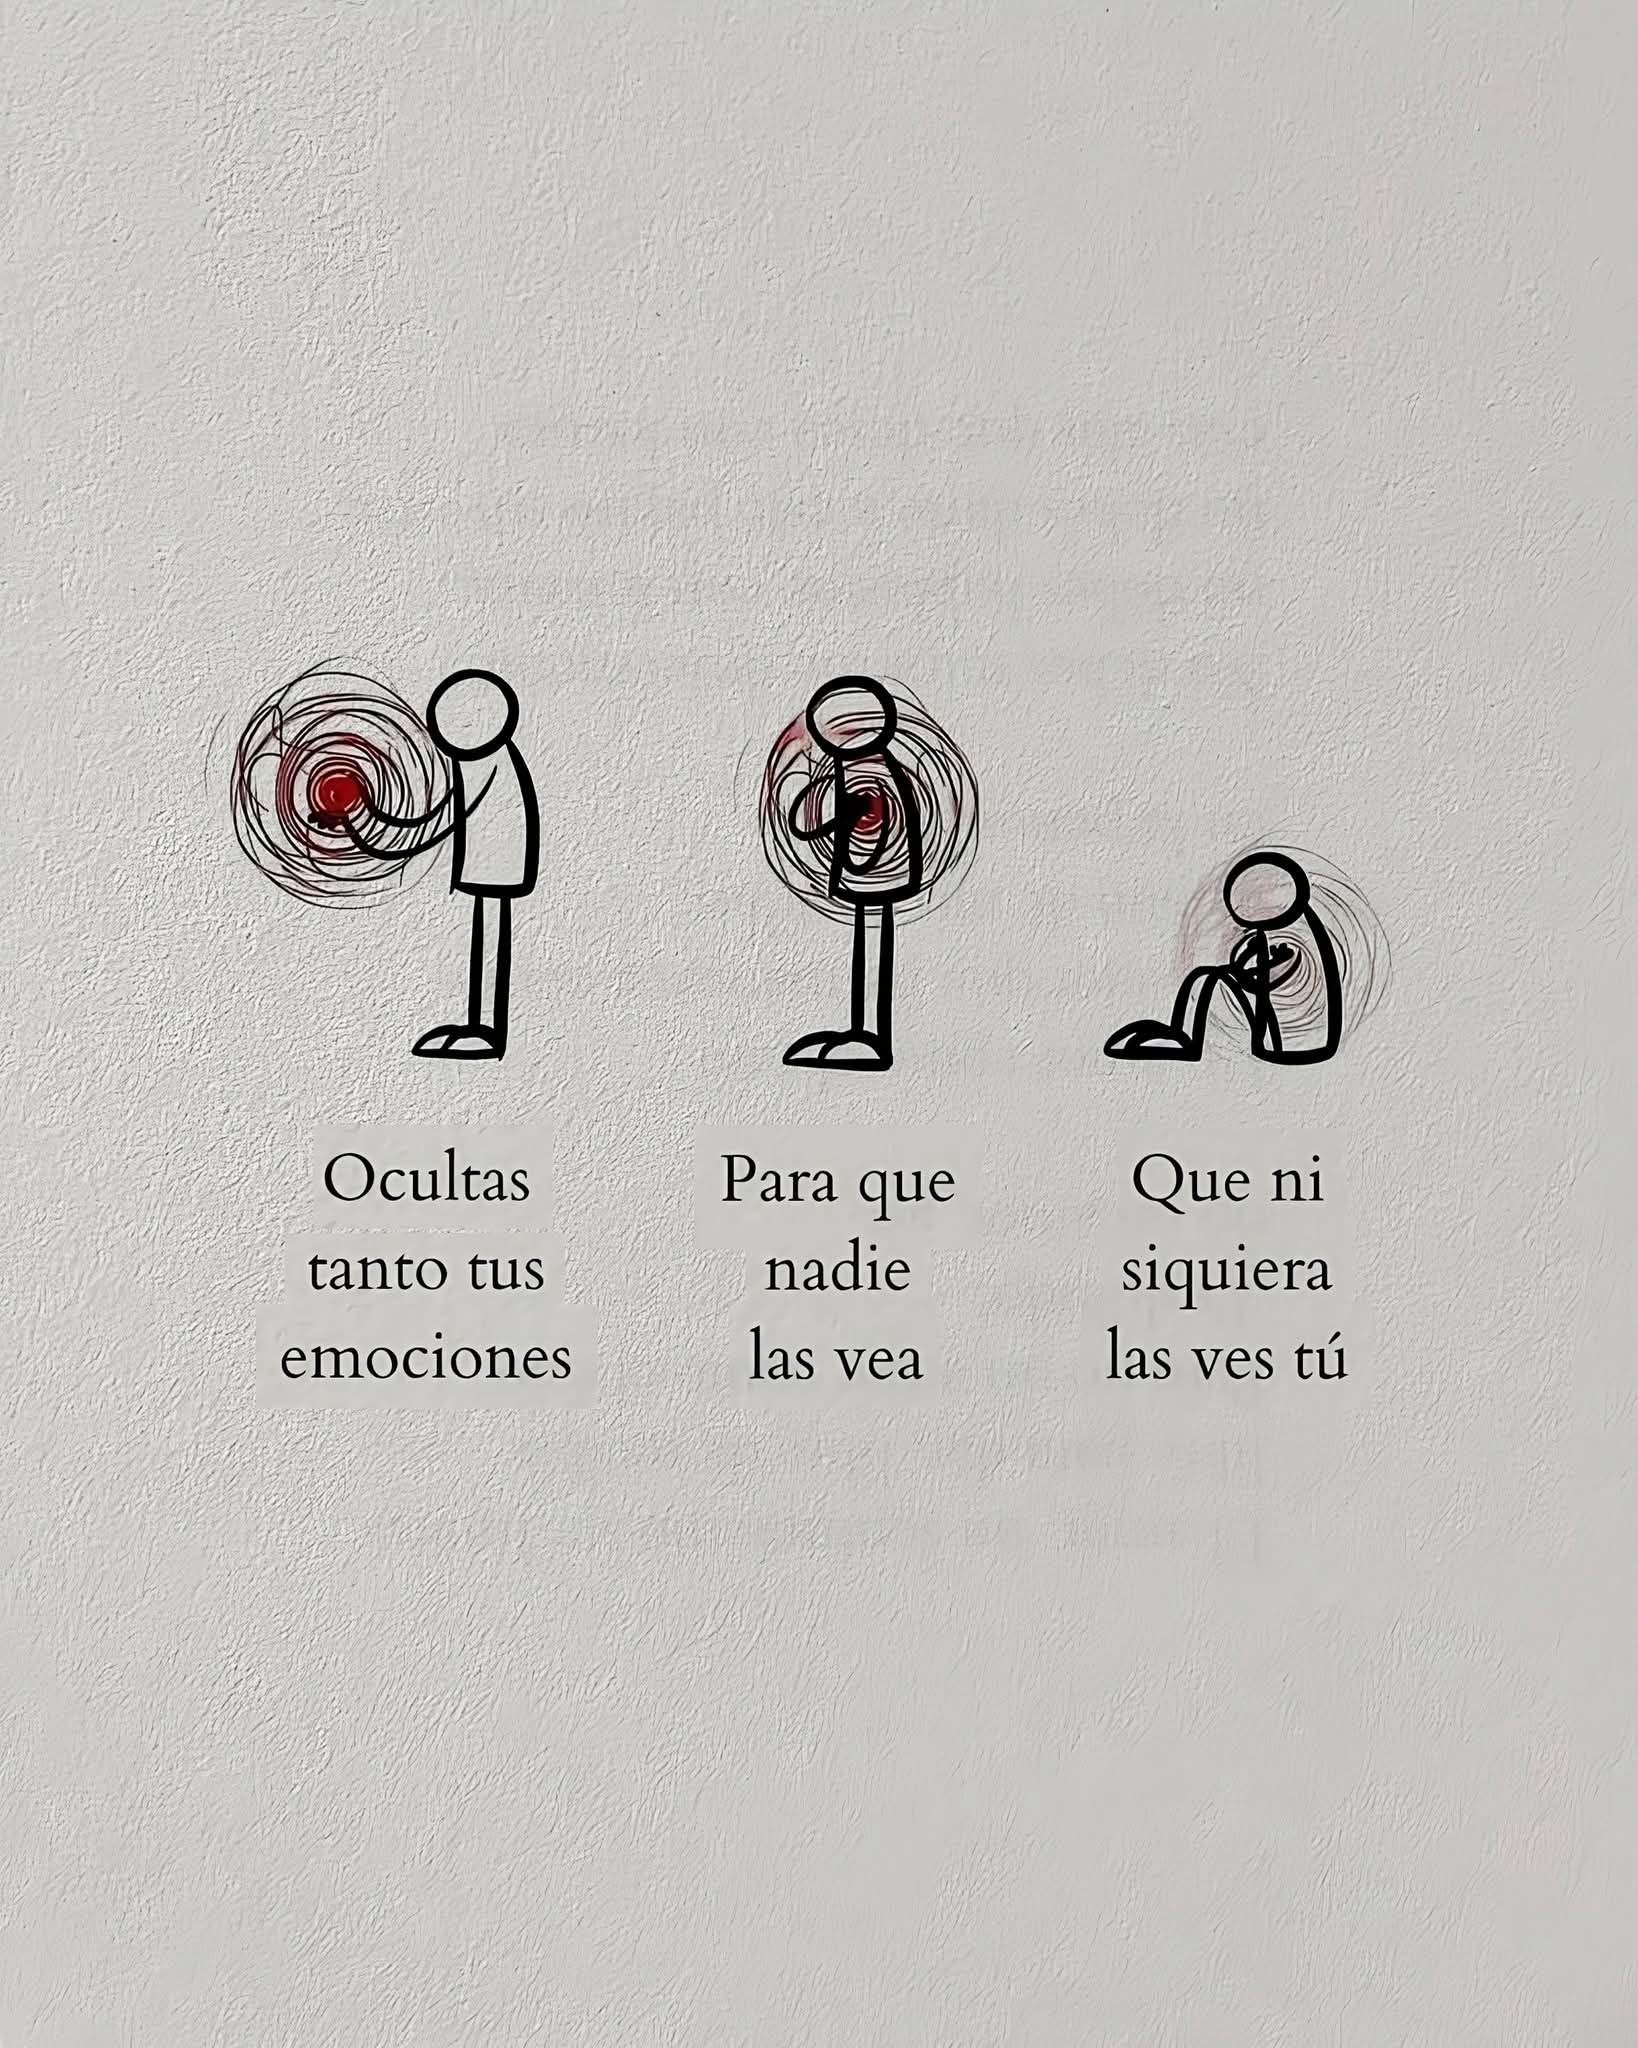 Ocultas
tanto tus
emociones
Para que
nadie
las vea
Que ni
siquiera
las ves tú